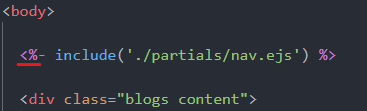 <body>
<%- include('./partials/nav.ejs') %>
<div class="blogs content">